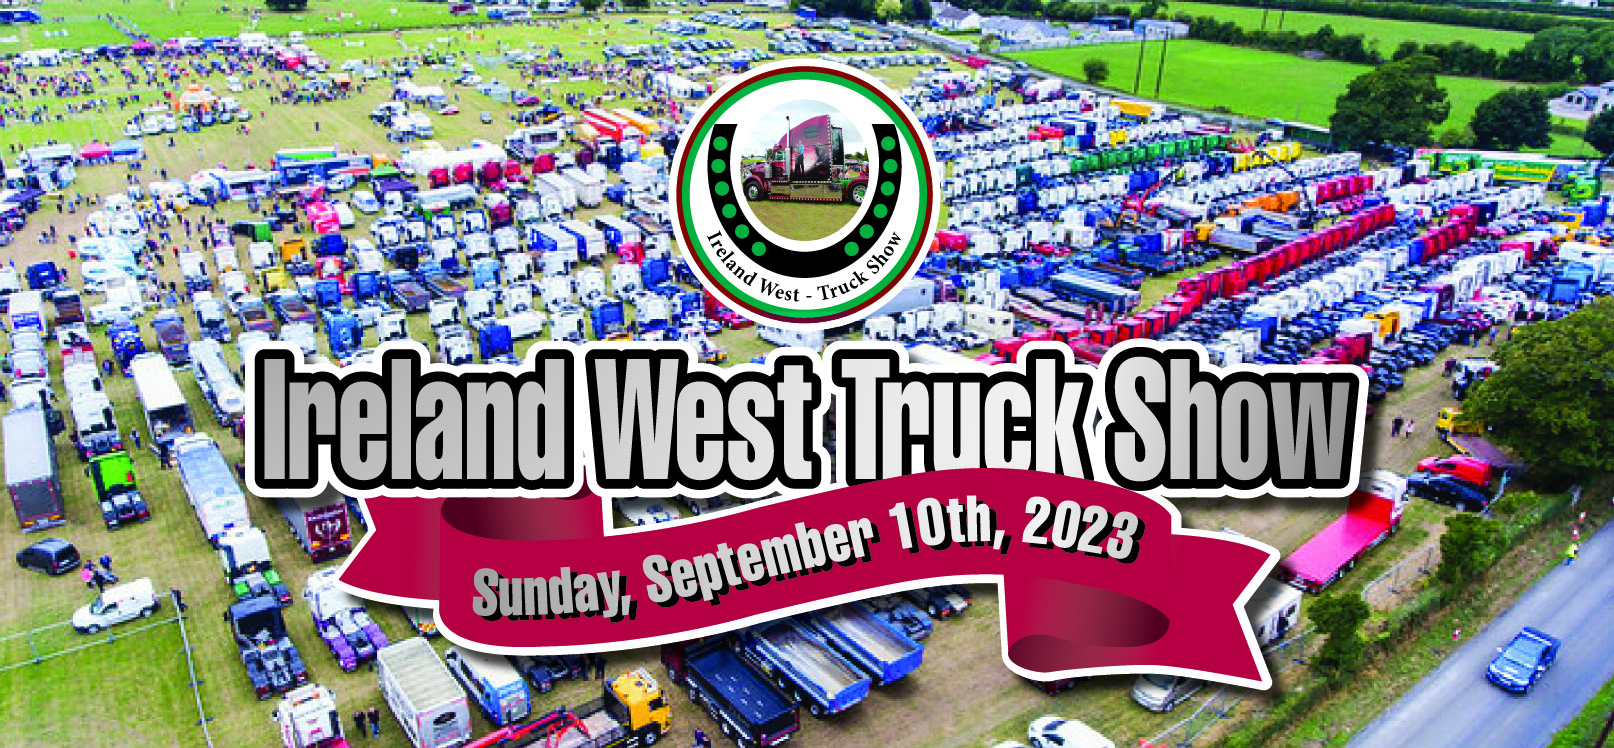 Ireland West - Truck Show
Ireland West Truck Show
Sunday, September 10th, 2023